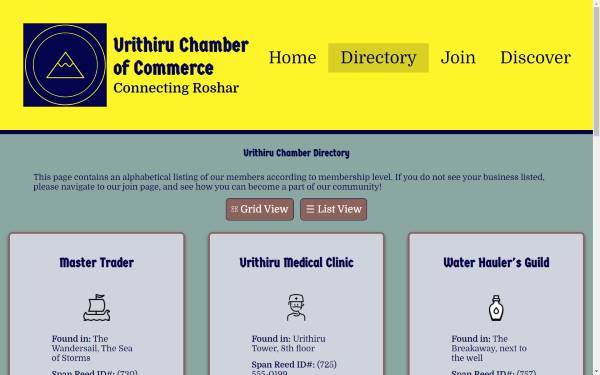 Urithiru Chamber
of Commerce
Connecting Roshar
Home Directory Join Discover
Urithiru Chamber Directory
This page contains an alphabetical listing of our members according to membership level. If you do not see your business listed,
please navigate to our join page, and see how you can become a part of our community!
Grid View
☰ List View
Master Trader
Found in: The
Wandersail, The Sea
of Storms
Span Reed ID#: (730)
Urithiru Medical Clinic
Found in: Urithiru
Tower, 8th floor
Span Reed ID#: (725)
555-0199
Water Hauler's Guild
Found in: The
Breakaway, next to
the well
Span Reed ID#: (757)